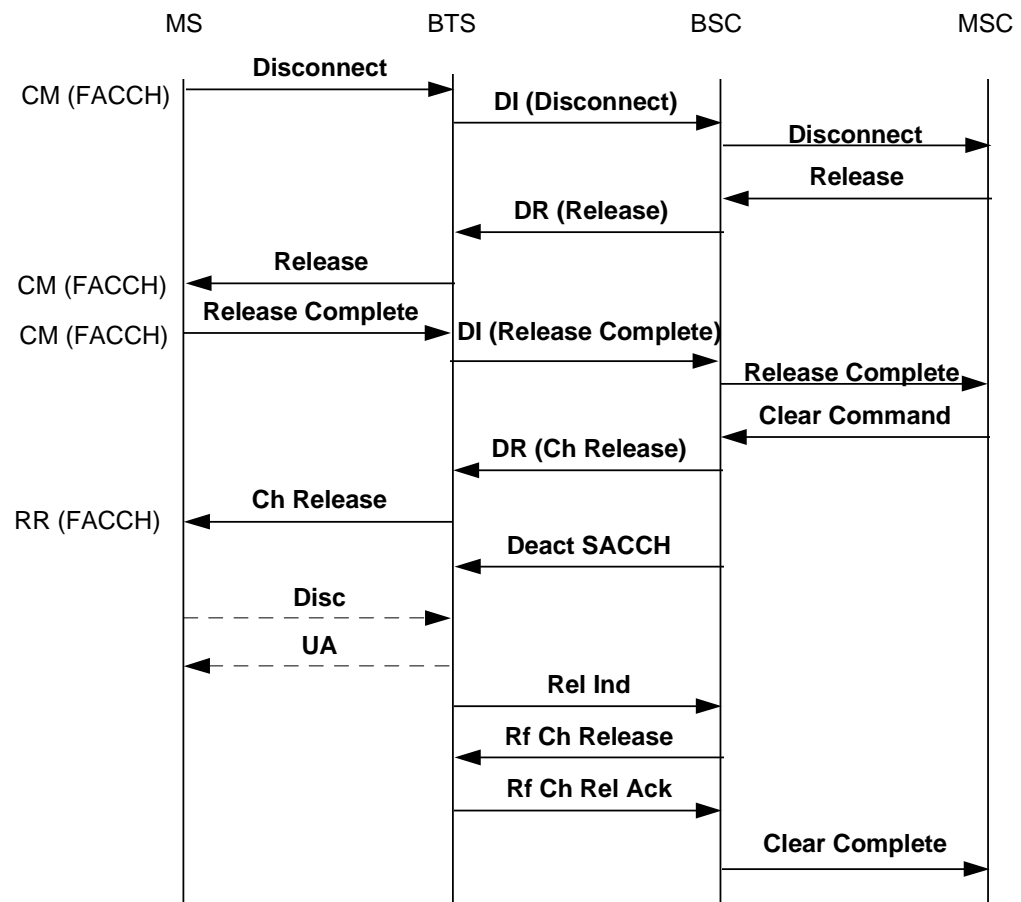 MS BTS BSC MSC
Disconnect
CM (FACCH)
DI (Disconnect)
Disconnect
Release
DR (Release)
Release
CM (FACCH)
Release Complete
CM (FACCH)
DI (Release Complete)
Release Complete
Clear Command
DR (Ch Release)
Ch Release
RR (FACCH)
Deact SACCH
Disc
UA
Rel Ind
Rf Ch Release
Rf Ch Rel Ack
Clear Complete